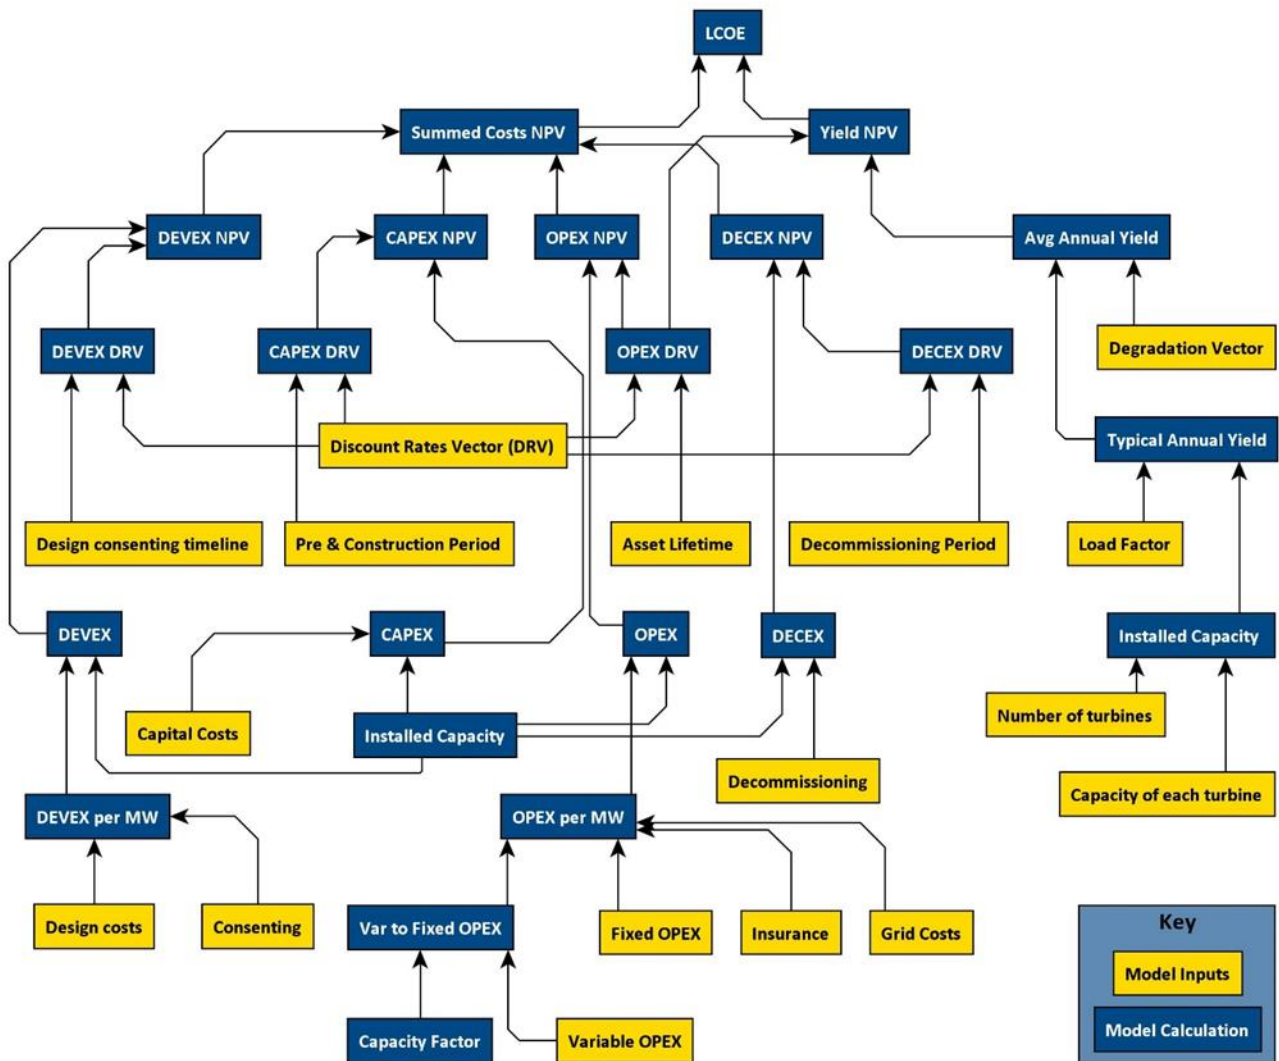 LCOE
Summed Costs NPV
Yield NPV
DEVEX NPV
CAPEX NPV
OPEX NPV
DECEX NPV
Avg Annual Yield
DEVEX DRV
CAPEX DRV
OPEX DRV
DECEX DRV
Degradation Vector
Discount Rates Vector (DRV)
Typical Annual Yield
Design consenting timeline
Pre & Construction Period
Asset Lifetime
Decommissioning Period
Load Factor
DEVEX
CAPEX
OPEX
DECEX
Installed Capacity
Capital Costs
Installed Capacity
Number of turbines
Decommissioning
Capacity of each turbine
DEVEX per MW
OPEX per MW
Design costs
Consenting
Var to Fixed OPEX
Fixed OPEX
Insurance
Grid Costs
Capacity Factor
Variable OPEX
Key
Model Inputs
Model Calculation